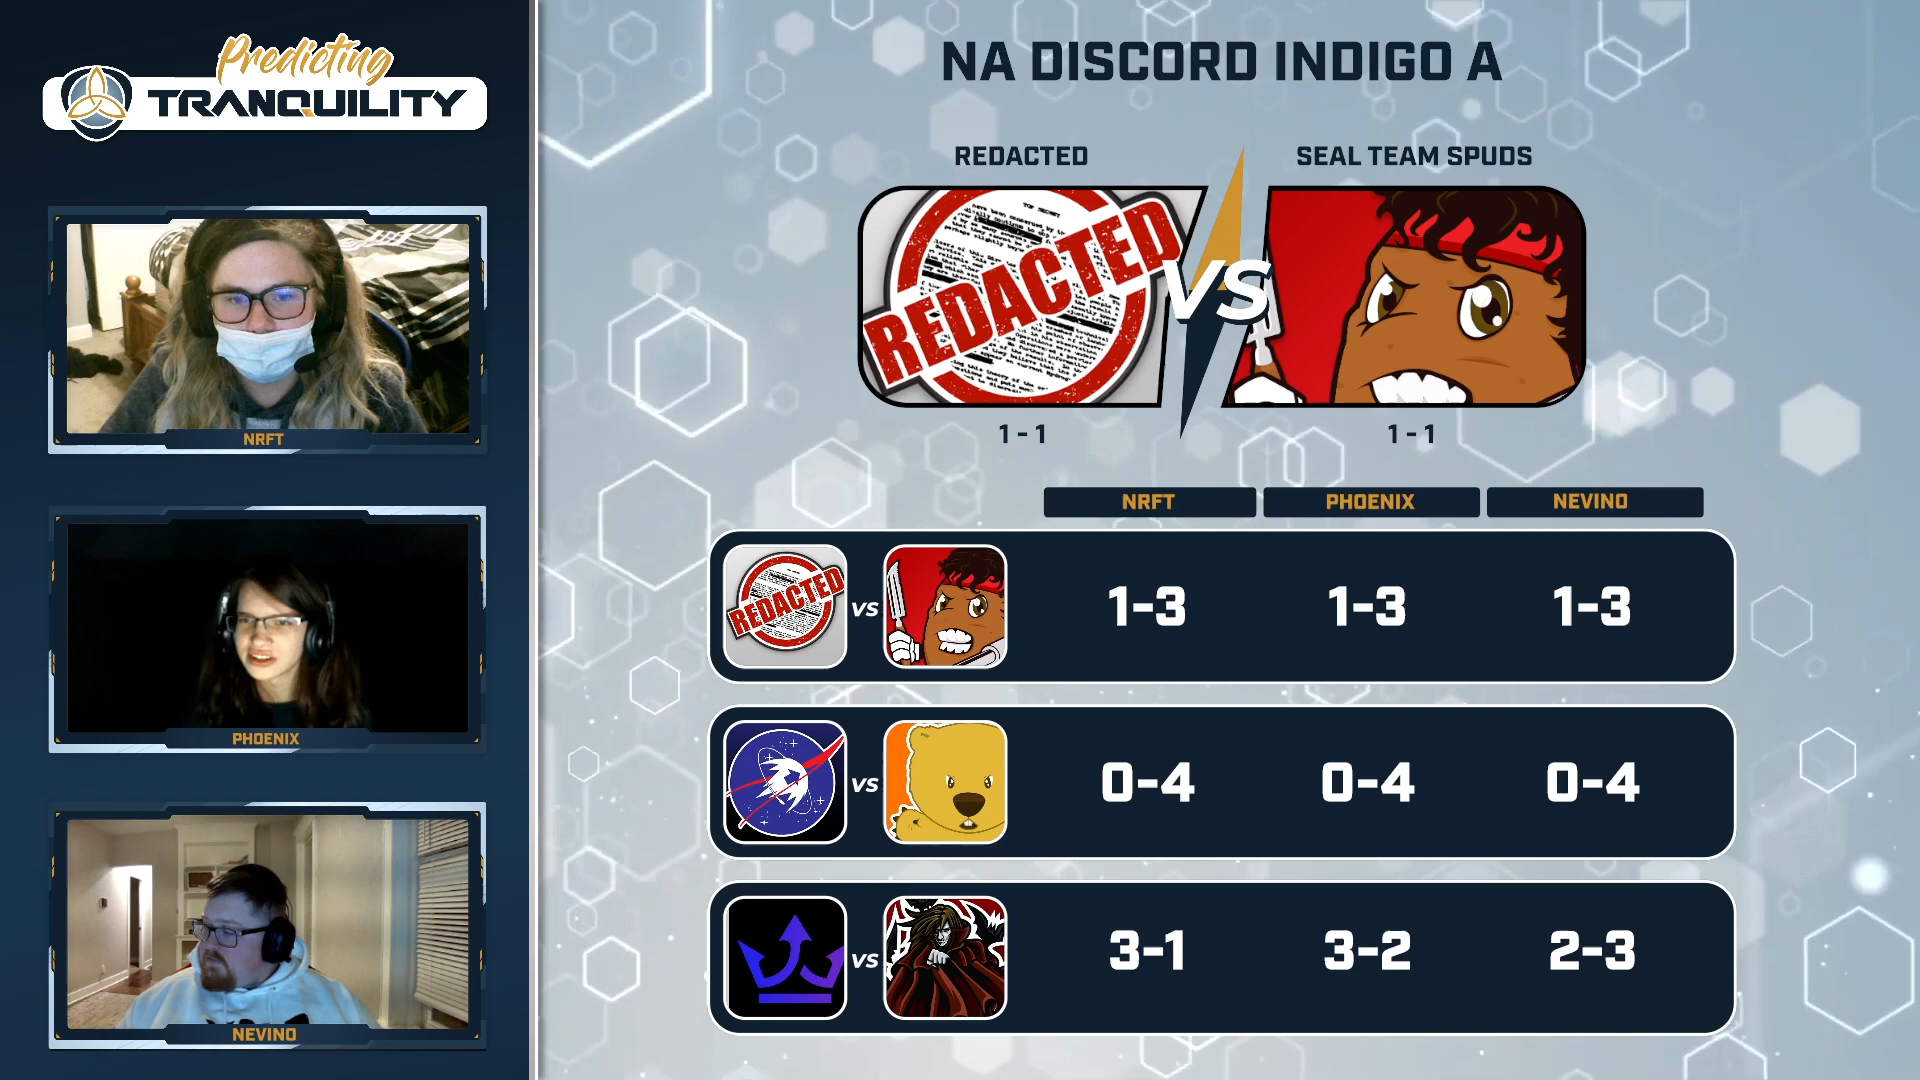 Predicting
TRANQUILITY
NRFT
PHOENIX
NEVINO
NA DISCORD INDIGO A
REDACTED
SEAL TEAM SPUDS
TOP SECRET
REDACTED
VS
1 - 1
1 - 1
NRFT
PHOENIX
NEVINO
REDACTED
VS
1-3
1-3
1-3
VS
0-4
0-4
0-4
VS
3-1
3-2
2-3